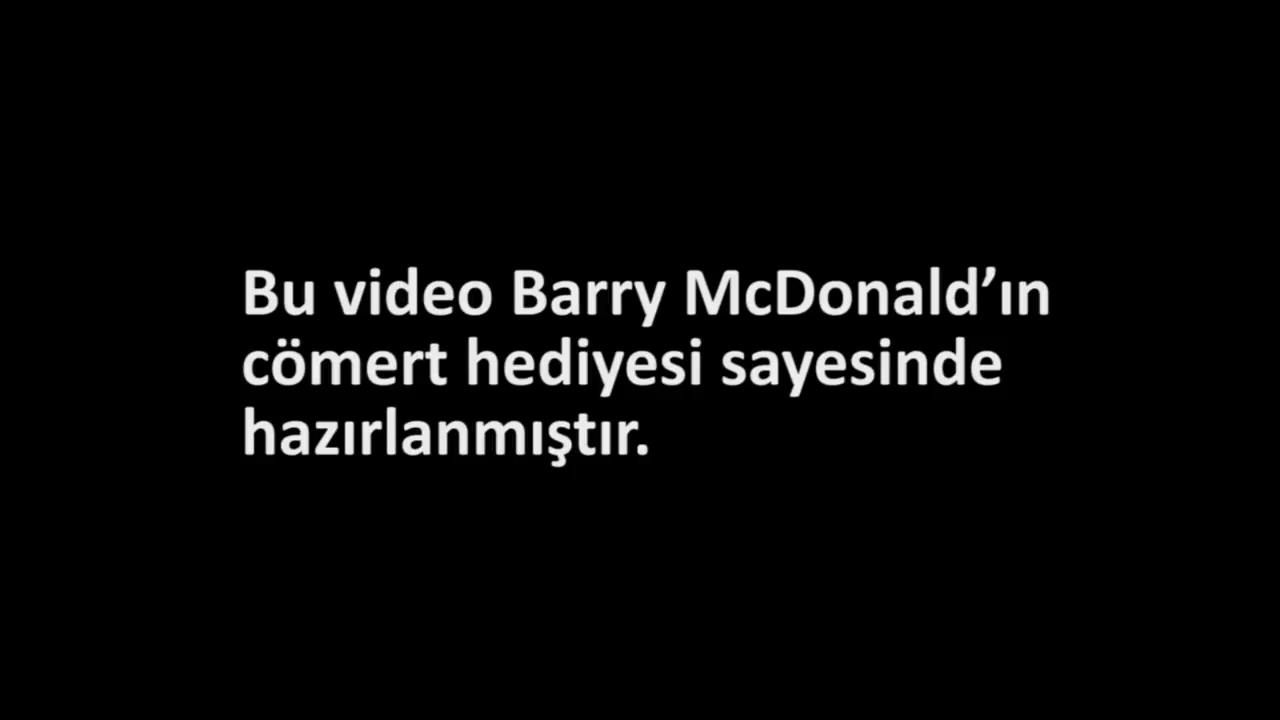 Bu video Barry McDonald’ın
cömert hediyesi sayesinde
hazırlanmıştır.